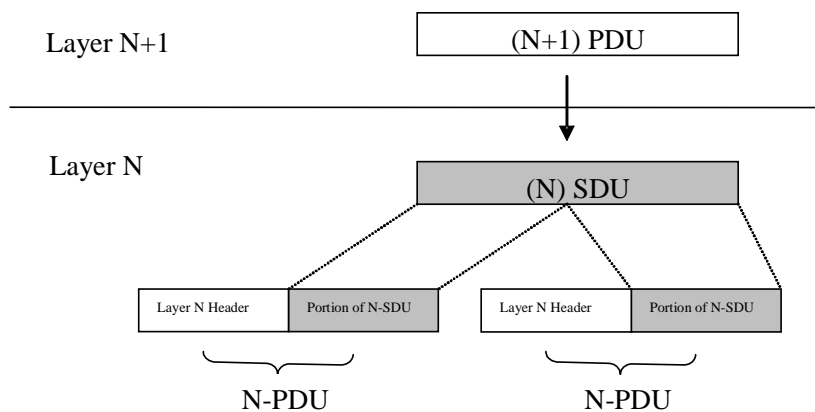 Layer N+1
(N+1) PDU
Layer N
(N) SDU
Layer N Header
Portion of N-SDU
Layer N Header
Portion of N-SDU
N-PDU
N-PDU